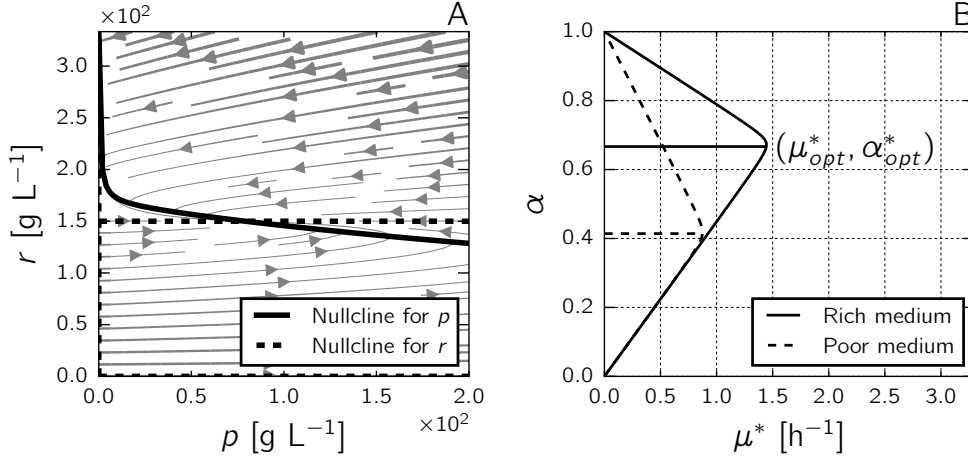 ×10²
A
3.0
2.5
2.0
1.5
1.0
0.5
0.0
r [g L⁻¹]
Nullcline for p
Nullcline for r
0.0 0.5 1.0 1.5 2.0
p [g L⁻¹]
×10²
B
1.0
0.8
0.6
0.4
0.2
0.0
α
(μ*opt, α*opt)
Rich medium
Poor medium
0.0 0.5 1.0 1.5 2.0 2.5 3.0
μ* [h⁻¹]